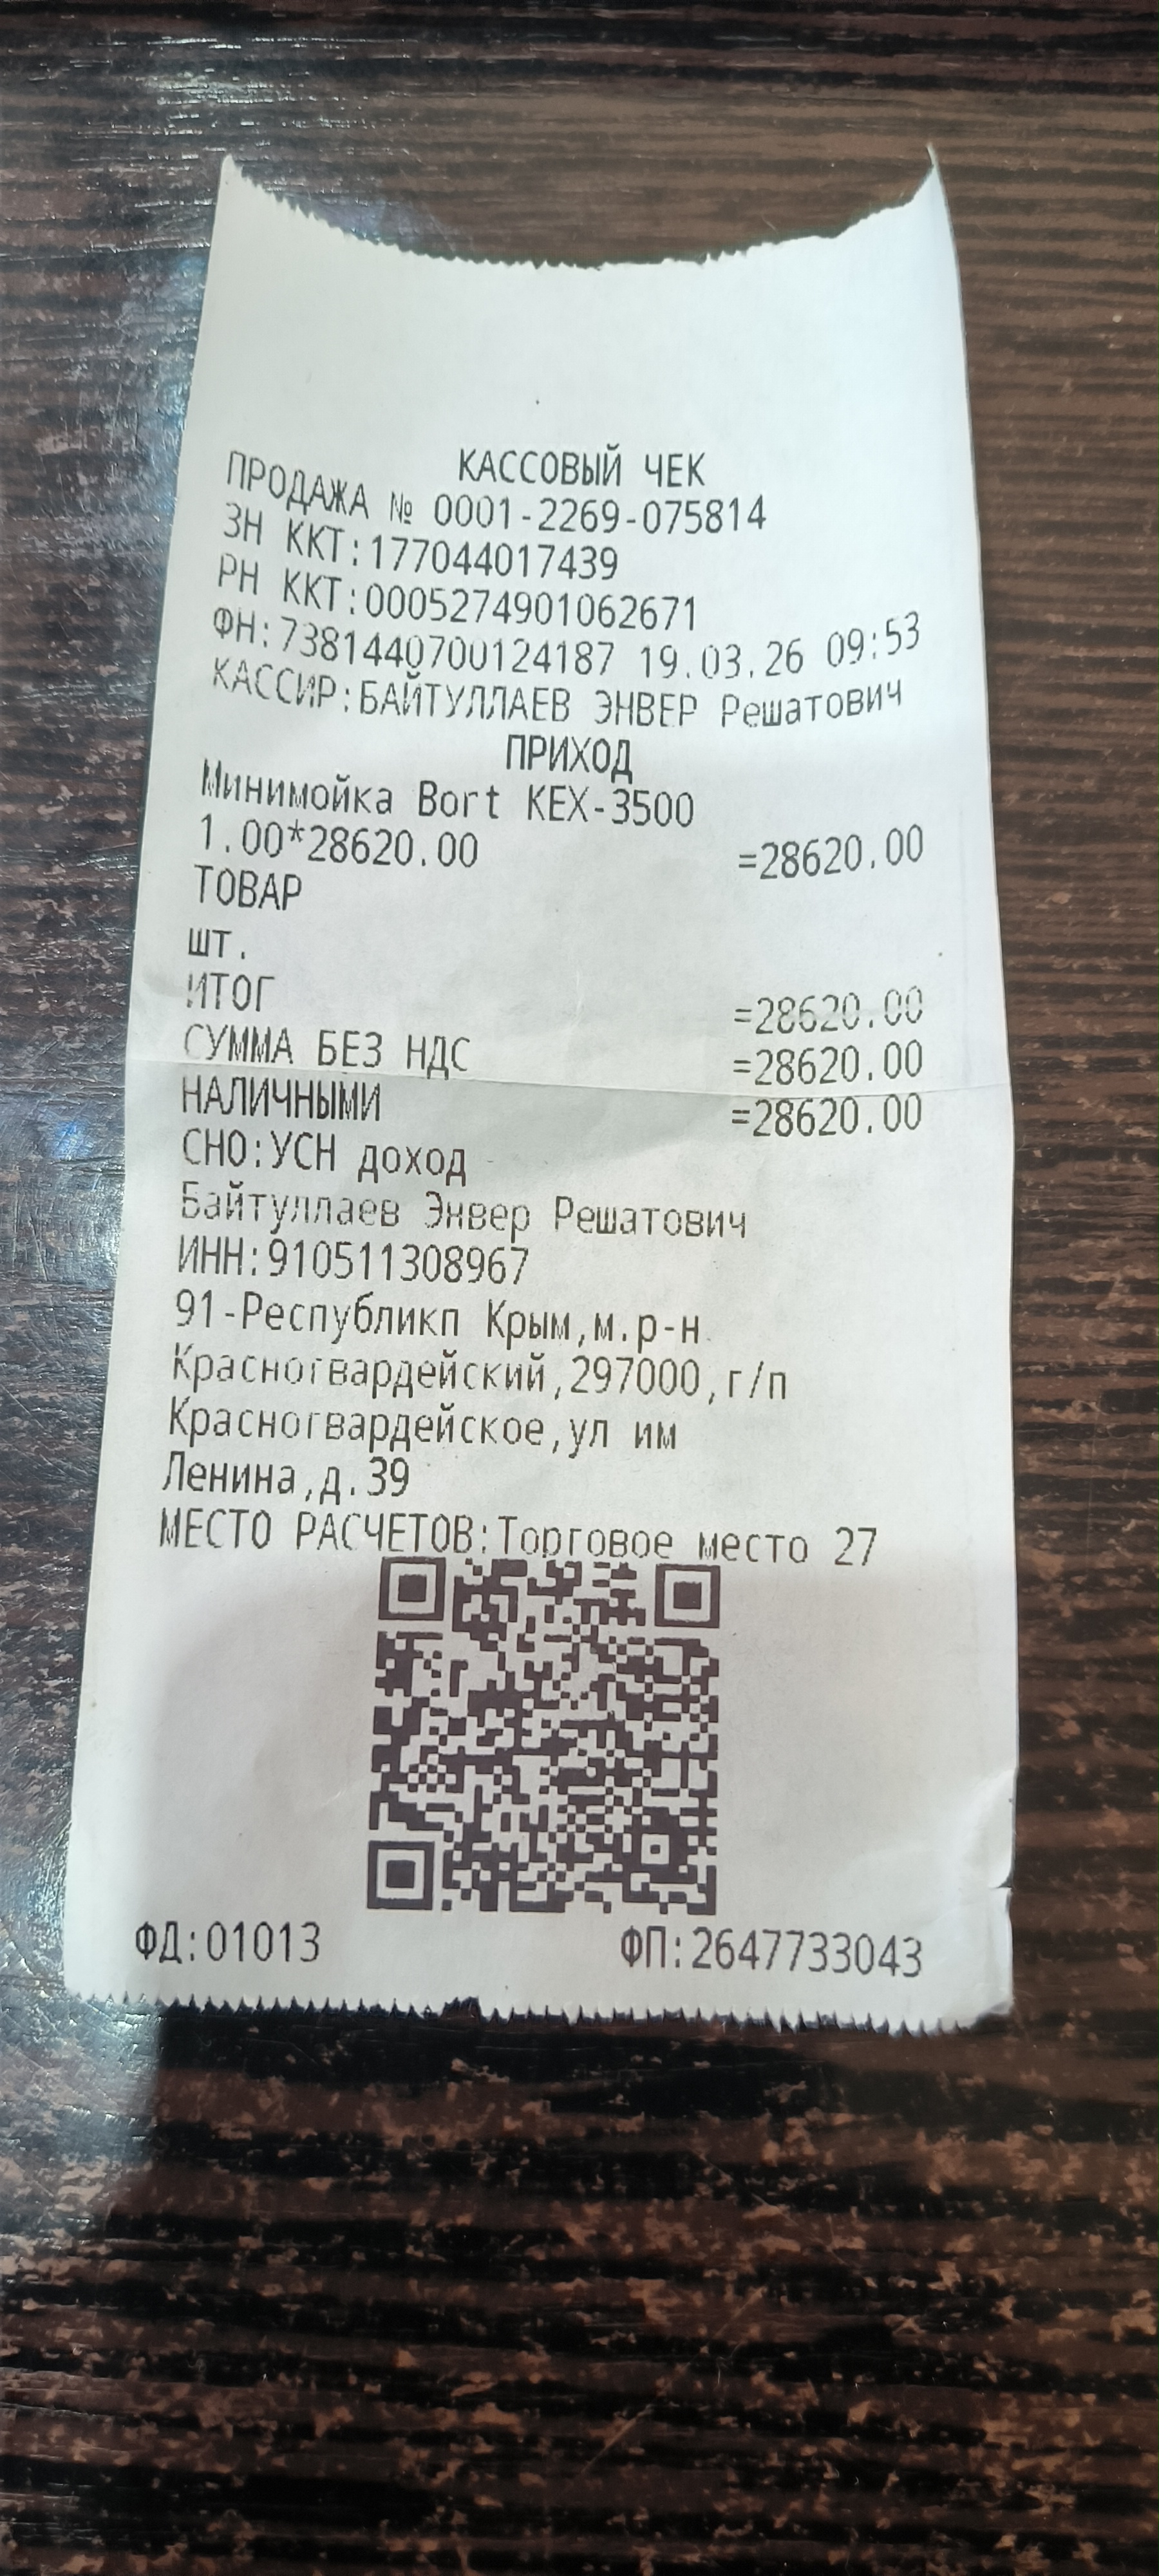 КАССОВЫЙ ЧЕК
ПРОДАЖА № 0001-2269-075814
ЗН ККТ:177044017439
РН ККТ:0005274901062671
ФН:7381440700124187 19.03.26 09:53
КАССИР:БАЙТУЛЛАЕВ ЭНВЕР Решатович
ПРИХОД
Минимойка Bort KEX-3500
1.00*28620.00 =28620.00
ТОВАР
шт.
ИТОГ =28620.00
СУММА БЕЗ НДС =28620.00
НАЛИЧНЫМИ =28620.00
СНО:УСН доход
Байтуллаев Энвер Решатович
ИНН:910511308967
91-Республикп Крым,м.р-н
Красногвардейский,297000,г/п
Красногвардейское,ул им
Ленина,д.39
МЕСТО РАСЧЕТОВ:Торговое место 27
ФД:01013 ФП:2647733043